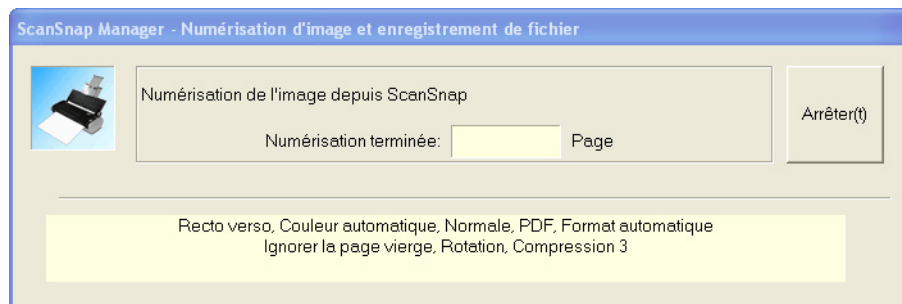 ScanSnap Manager - Numérisation d'image et enregistrement de fichier
Numérisation de l'image depuis ScanSnap
Arrêter(t)
Numérisation terminée: Page
Recto verso, Couleur automatique, Normale, PDF, Format automatique
Ignorer la page vierge, Rotation, Compression 3